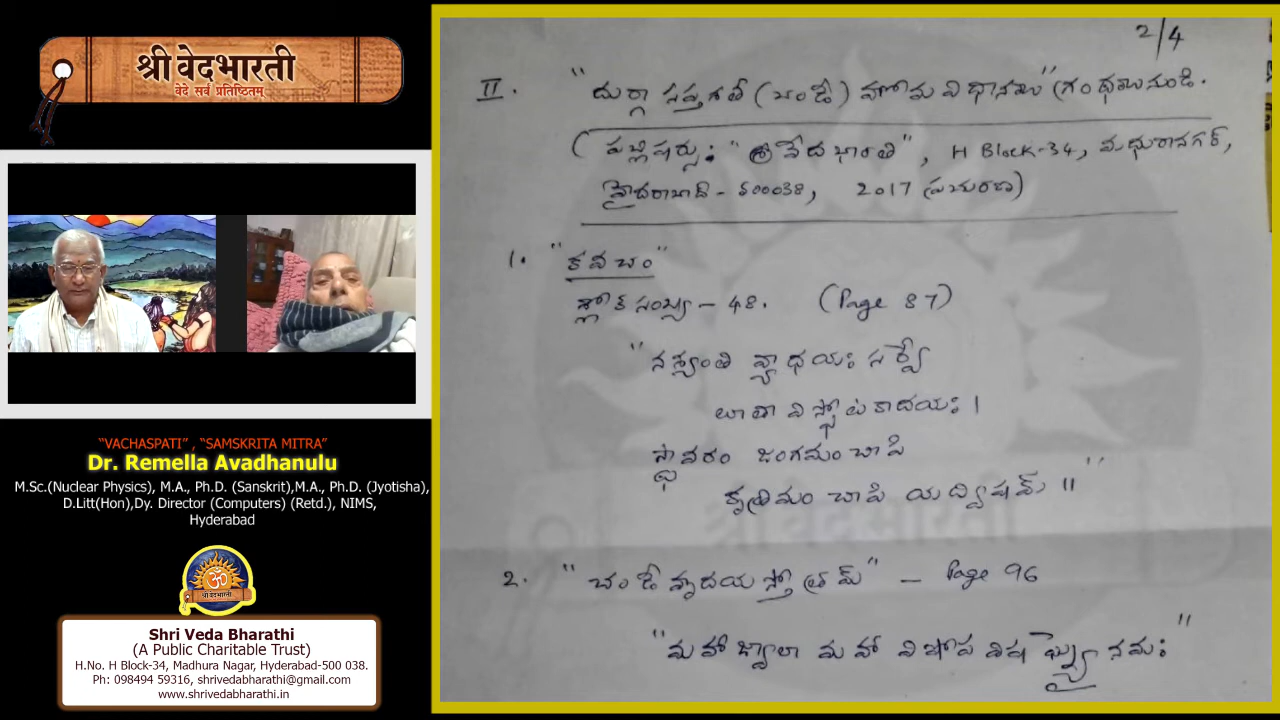 श्री वेदभारती
वेदे सर्वं प्रतिष्ठितम्
"VACHASPATI" , "SAMSKRITA MITRA"
Dr. Remella Avadhanulu
M.Sc.(Nuclear Physics), M.A., Ph.D. (Sanskrit),M.A., Ph.D. (Jyotisha),
D.Litt(Hon),Dy. Director (Computers) (Retd.), NIMS,
Hyderabad
ॐ
श्री वेदभारती
Shri Veda Bharathi
(A Public Charitable Trust)
H.No. H Block-34, Madhura Nagar, Hyderabad-500 038.
Ph: 098494 59316, shrivedabharathi@gmail.com
www.shrivedabharathi.in
2/4
II. "దుర్గా సప్తశతీ (చండీ) హోమ విధానము" గ్రంథమునుండి.
(పబ్లిషర్సు: "శ్రీ వేదభారతి", H Block-34, మధురానగర్,
హైదరాబాద్ - 500038, 2017 ప్రచురణ)
1. "కవచం"
శ్లోక సంఖ్య - 48. (Page 87)
"నశ్యంతి వ్యాధయః సర్వే
లూతా విస్ఫోటకాదయః ।
స్థావరం జంగమం చాపి
కృత్రిమం చాపి యద్విషమ్ ॥"
2. "చండీ హృదయ స్తోత్రమ్" - Page 96
"మహాజ్వాలా మహా విషోప విష నమః"